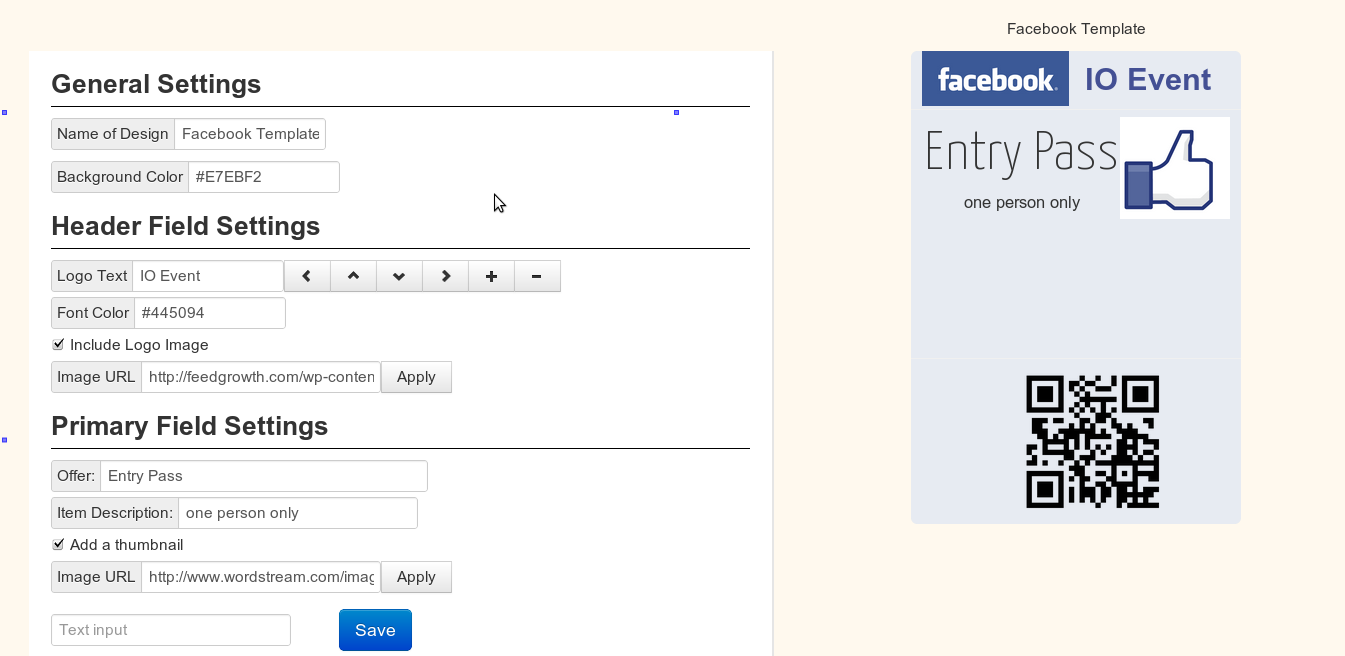 Facebook Template
General Settings
Name of Design Facebook Template
Background Color #E7EBF2
Header Field Settings
Logo Text IO Event
Font Color #445094
Include Logo Image
Image URL http://feedgrowth.com/wp-conten Apply
Primary Field Settings
Offer: Entry Pass
Item Description: one person only
Add a thumbnail
Image URL http://www.wordstream.com/imag Apply
Text input Save
facebook. IO Event
Entry Pass
one person only